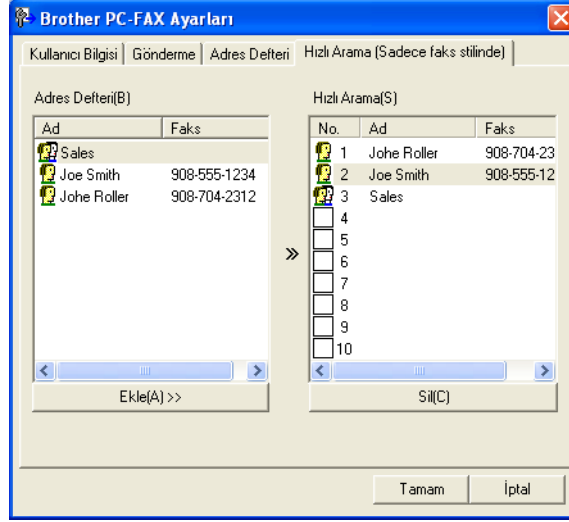 Brother PC-FAX Ayarları
Kullanıcı Bilgisi Gönderme Adres Defteri Hızlı Arama (Sadece faks stilinde)
Adres Defteri(B) Hızlı Arama(S)
Ad Faks No. Ad Faks
Sales 1 Johe Roller 908-704-23
Joe Smith 908-555-1234 2 Joe Smith 908-555-12
Johe Roller 908-704-2312 3 Sales
4
5
6
7
8
9
10
»
Ekle(A) >> Sil(C)
Tamam İptal